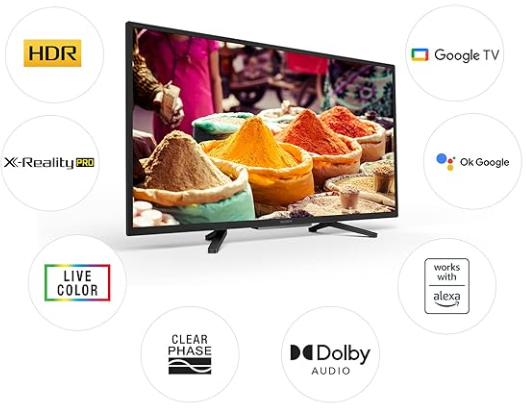 HDR
Google TV
X-Reality PRO
Ok Google
LIVE
COLOR
works
with
alexa
CLEAR
PHASE
Dolby
AUDIO